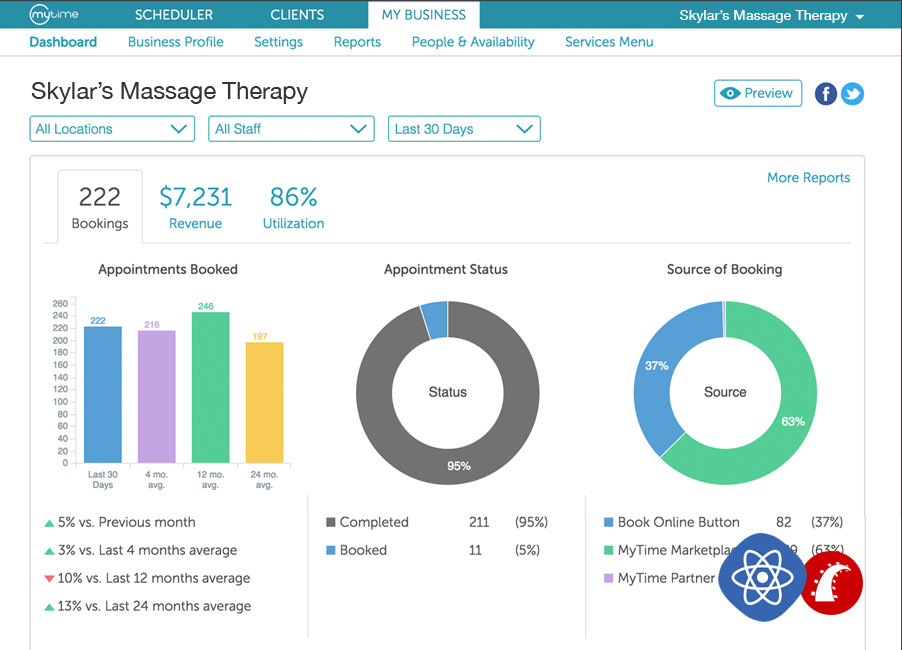 mytime SCHEDULER CLIENTS MY BUSINESS Skylar's Massage Therapy
Dashboard Business Profile Settings Reports People & Availability Services Menu
Skylar's Massage Therapy
Preview
All Locations All Staff Last 30 Days
More Reports
222 $7,231 86%
Bookings Revenue Utilization
Appointments Booked
260
240
220
200
180
160
140
120
100
80
60
40
20
0
222 216 246 197
Last 30 4 mo. 12 mo. 24 mo.
Days avg. avg. avg.
5% vs. Previous month
3% vs. Last 4 months average
10% vs. Last 12 months average
13% vs. Last 24 months average
Appointment Status
Status
95%
Completed 211 (95%)
Booked 11 (5%)
Source of Booking
37%
Source
63%
Book Online Button 82 (37%)
MyTime (63%)
MyTime Partner